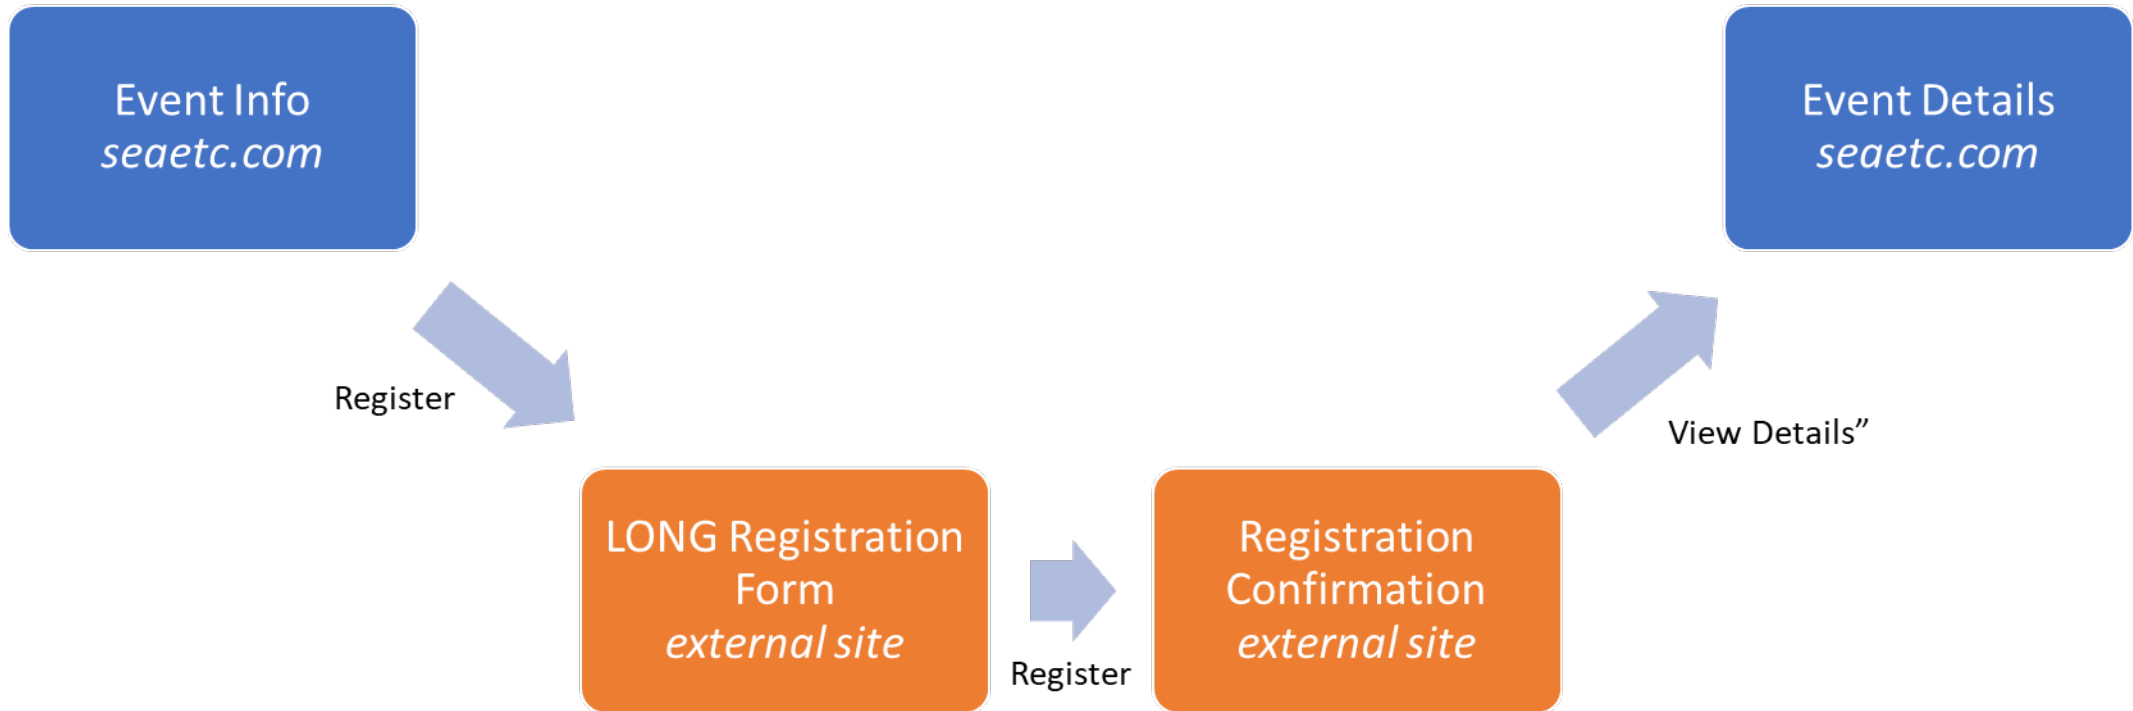 Event Info
seaetc.com
Register
LONG Registration
Form
external site
Register
Registration
Confirmation
external site
View Details”
Event Details
seaetc.com